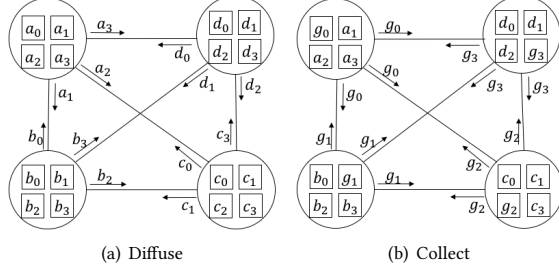 a0 a1 a3 d0 d1 g0 a1 g0 d0 d1
a2 a3 a2 d0 d2 d3 a2 a3 g0 g3 d2 g3
a1 d1 d2 g0 g3 g3
b0 b3 c3 g1 g1 g2
b0 b1 b2 c0 c0 c1 b0 g1 g1 g2 c0 c1
b2 b3 c1 c2 c3 b2 b3 g2 g2 c3
(a) Diffuse (b) Collect